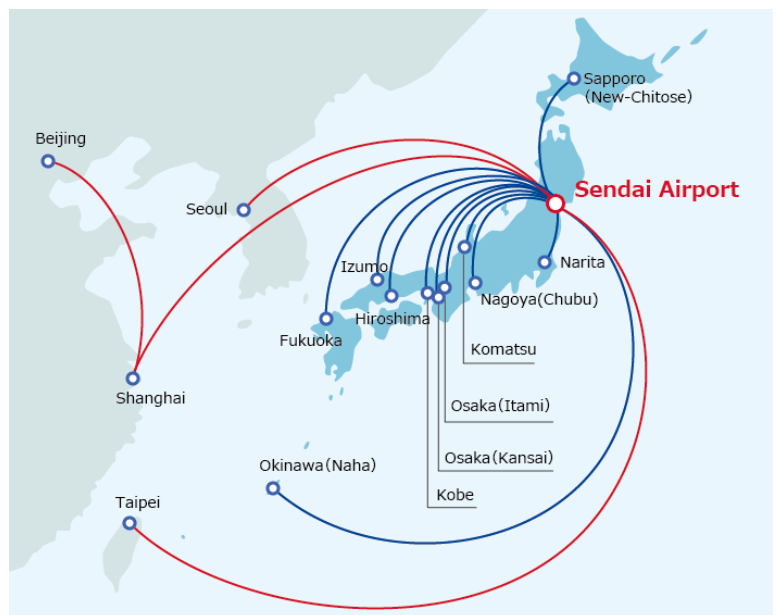 Sapporo
(New-Chitose)
Beijing
Sendai Airport
Seoul
Narita
Izumo
Nagoya(Chubu)
Hiroshima
Fukuoka
Komatsu
Shanghai
Osaka(Itami)
Osaka(Kansai)
Okinawa(Naha)
Kobe
Taipei